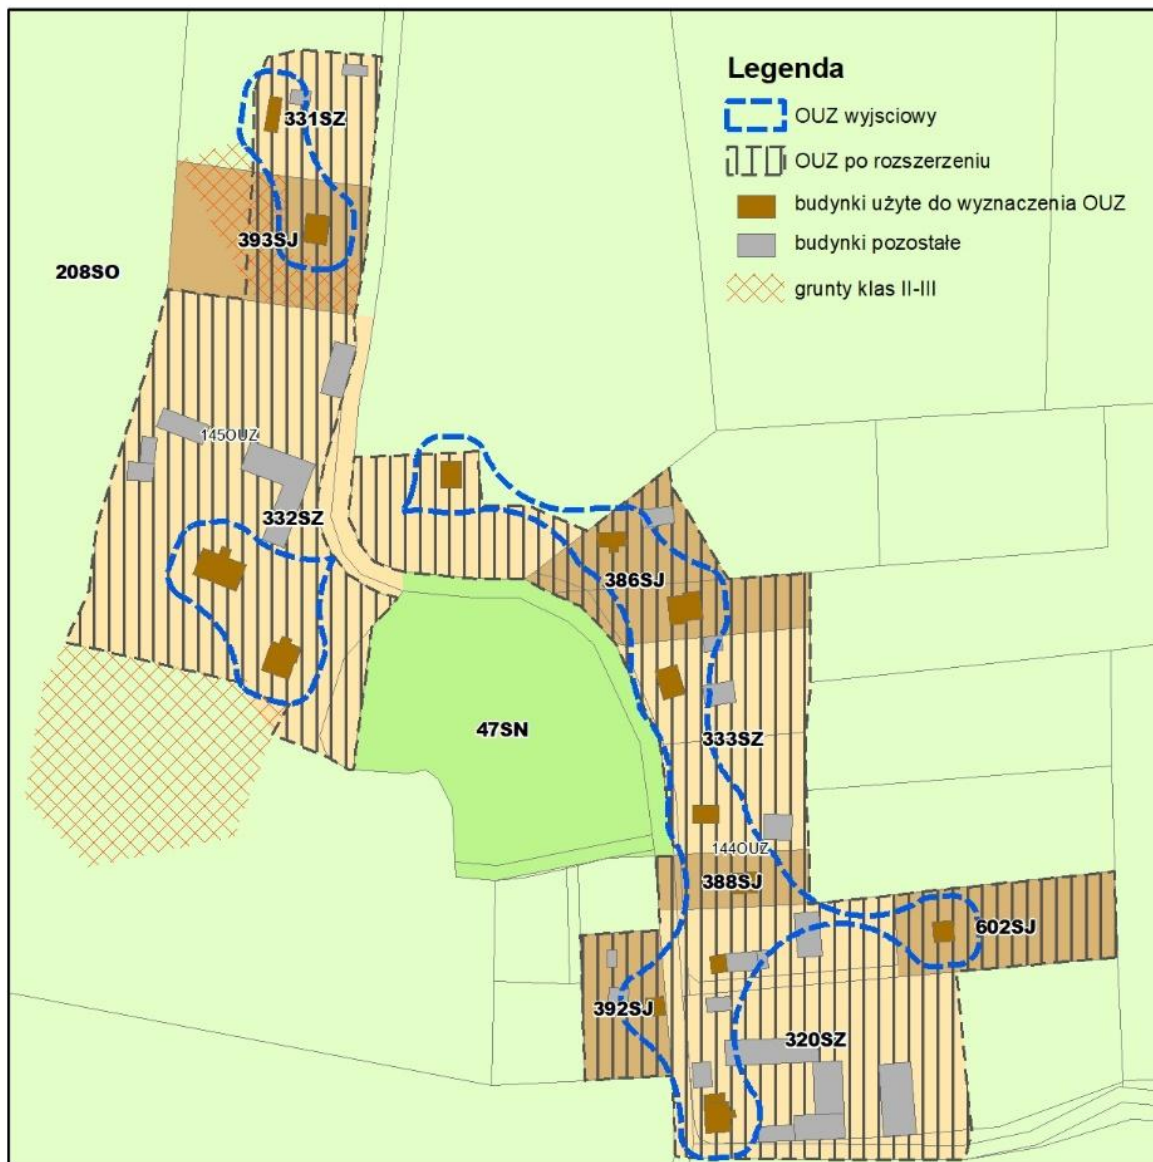 Legenda
OUZ wyjsciowy
OUZ po rozszerzeniu
budynki użyte do wyznaczenia OUZ
budynki pozostałe
grunty klas II-III
331SZ
393SJ
208SO
145OUZ
332SZ
386SJ
47SN
333SZ
144OUZ
388SJ
602SJ
392SJ
320SZ